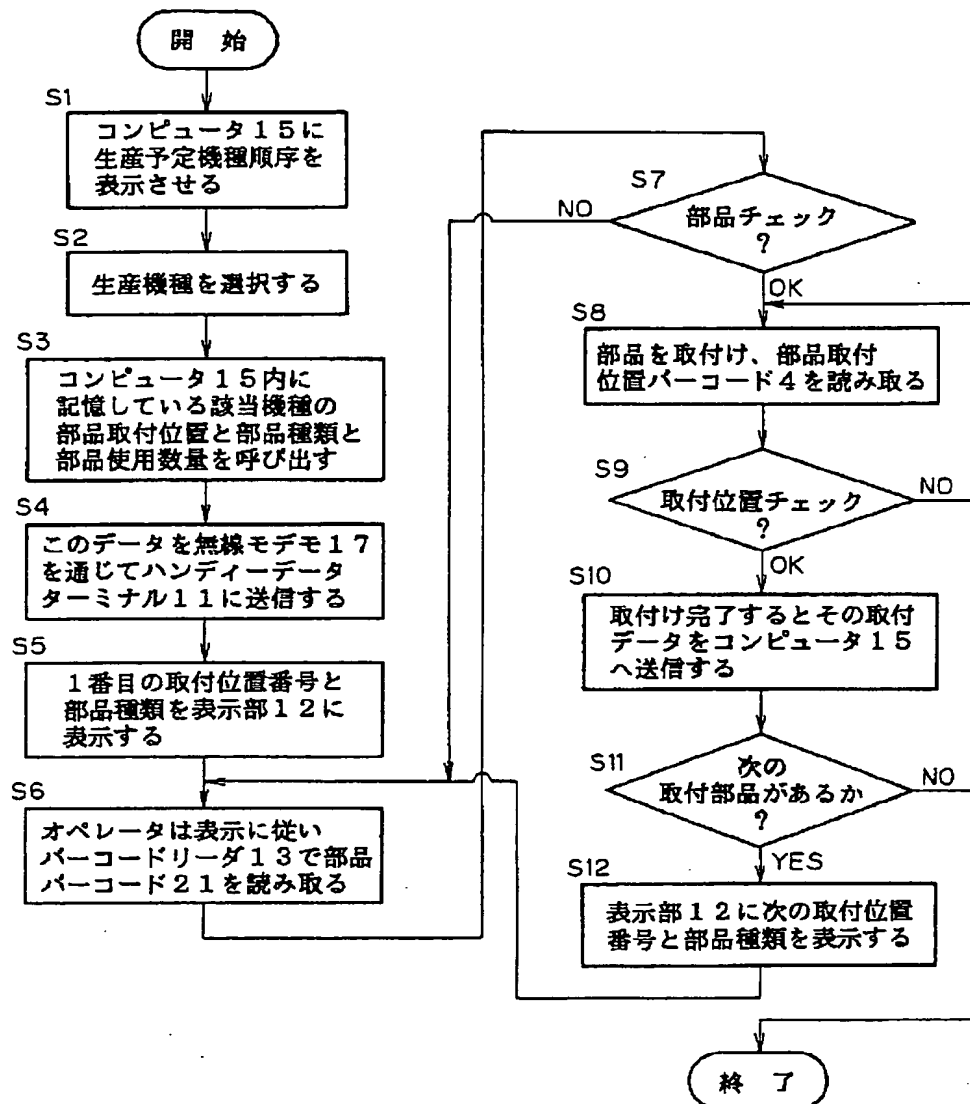 開 始
S1
コンピュータ15に
生産予定機種順序を
表示させる
S2
生産機種を選択する
S3
コンピュータ15内に
記憶している該当機種の
部品取付位置と部品種類と
部品使用数量を呼び出す
S4
このデータを無線モデモ17
を通じてハンディーデータ
ターミナル11に送信する
S5
1番目の取付位置番号と
部品種類を表示部12に
表示する
S6
オペレータは表示に従い
バーコードリーダ13で部品
バーコード21を読み取る
S7
部品チェック
?
NO
OK
S8
部品を取付け、部品取付
位置バーコード4を読み取る
S9
取付位置チェック
?
NO
OK
S10
取付け完了するとその取付
データをコンピュータ15
へ送信する
S11
次の
取付部品があるか
?
NO
YES
S12
表示部12に次の取付位置
番号と部品種類を表示する
終 了